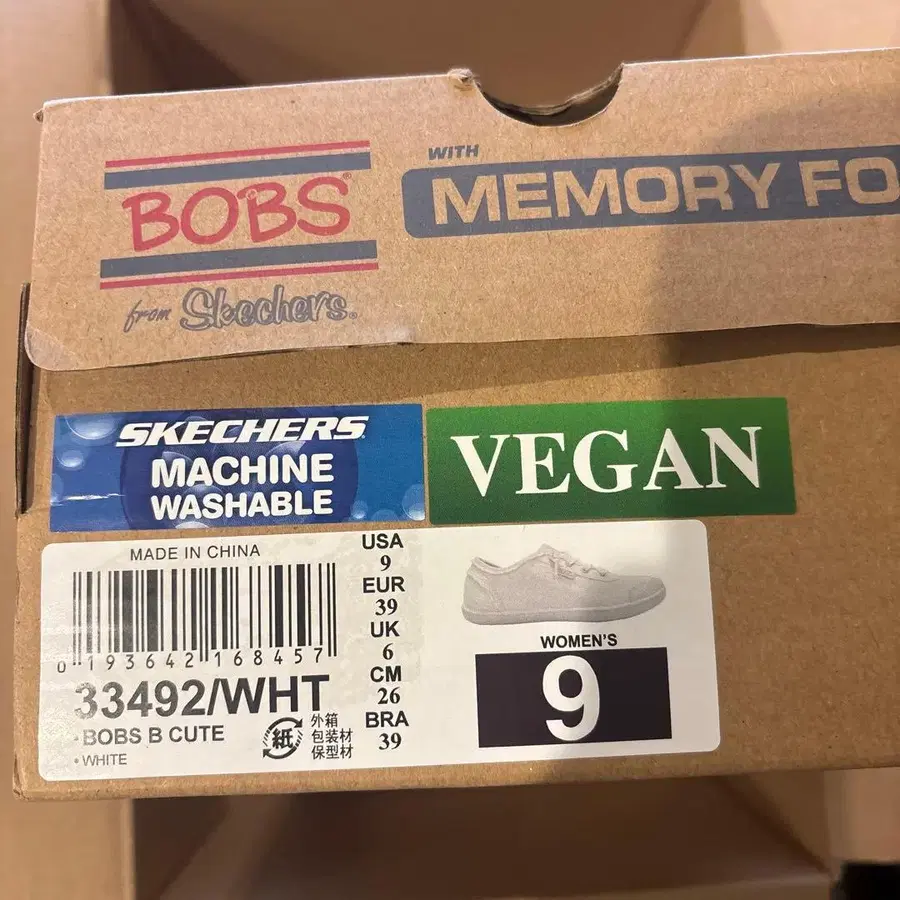 BOBS®
from Skechers®
WITH
MEMORY FO
SKECHERS
MACHINE
WASHABLE
VEGAN
MADE IN CHINA
0 193642 168457
33492/WHT
• BOBS B CUTE
• WHITE
紙
外箱
包装材
保型材
USA
9
EUR
39
UK
6
CM
26
BRA
39
WOMEN'S
9